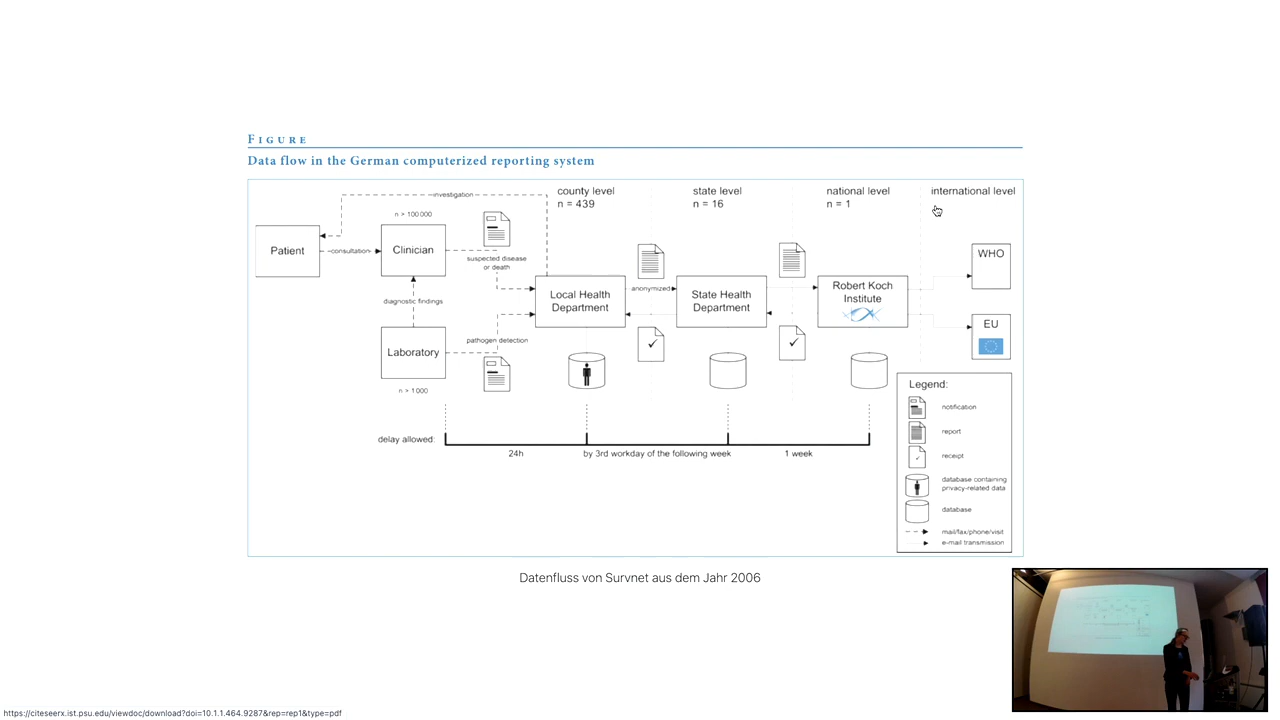 FIGURE
Data flow in the German computerized reporting system
investigation
county level
n = 439
state level
n = 16
national level
n = 1
international level
n > 100 000
Patient
consultation
Clinician
suspected disease
or death
diagnostic findings
Laboratory
n > 1 000
pathogen detection
Local Health
Department
anonymized
State Health
Department
Robert Koch
Institute
WHO
EU
delay allowed:
24h
by 3rd workday of the following week
1 week
Legend:
notification
report
receipt
database containing
privacy-related data
database
mail/fax/phone/visit
e-mail transmission
Datenfluss von Survnet aus dem Jahr 2006
https://citeseerx.ist.psu.edu/viewdoc/download?doi=10.1.1.464.9287&rep=rep1&type=pdf